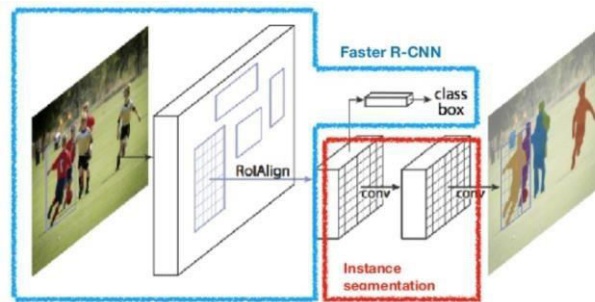 Faster R-CNN
class
box
RoIAlign
conv
conv
Instance
segmentation